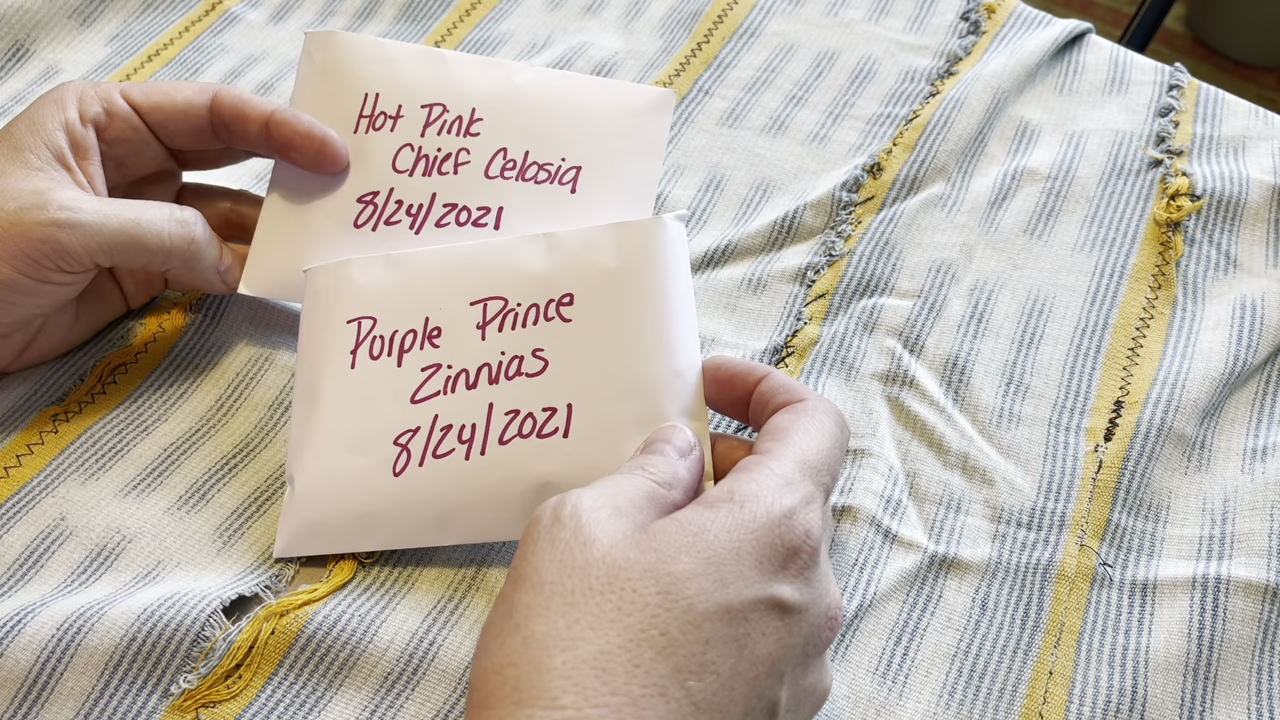 Hot Pink
Chief Celosia
8/24/2021
Purple Prince
Zinnias
8/24/2021